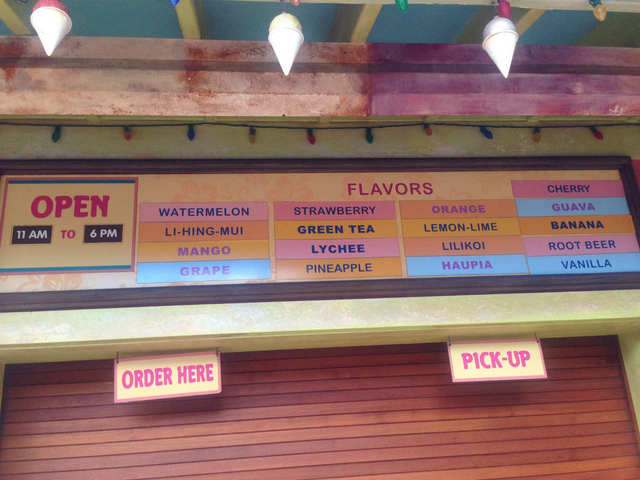 FLAVORS
OPEN
11 AM TO 6 PM
WATERMELON
LI-HING-MUI
MANGO
GRAPE
STRAWBERRY
GREEN TEA
LYCHEE
PINEAPPLE
ORANGE
LEMON-LIME
LILIKOI
HAUPIA
CHERRY
GUAVA
BANANA
ROOT BEER
VANILLA
ORDER HERE
PICK-UP